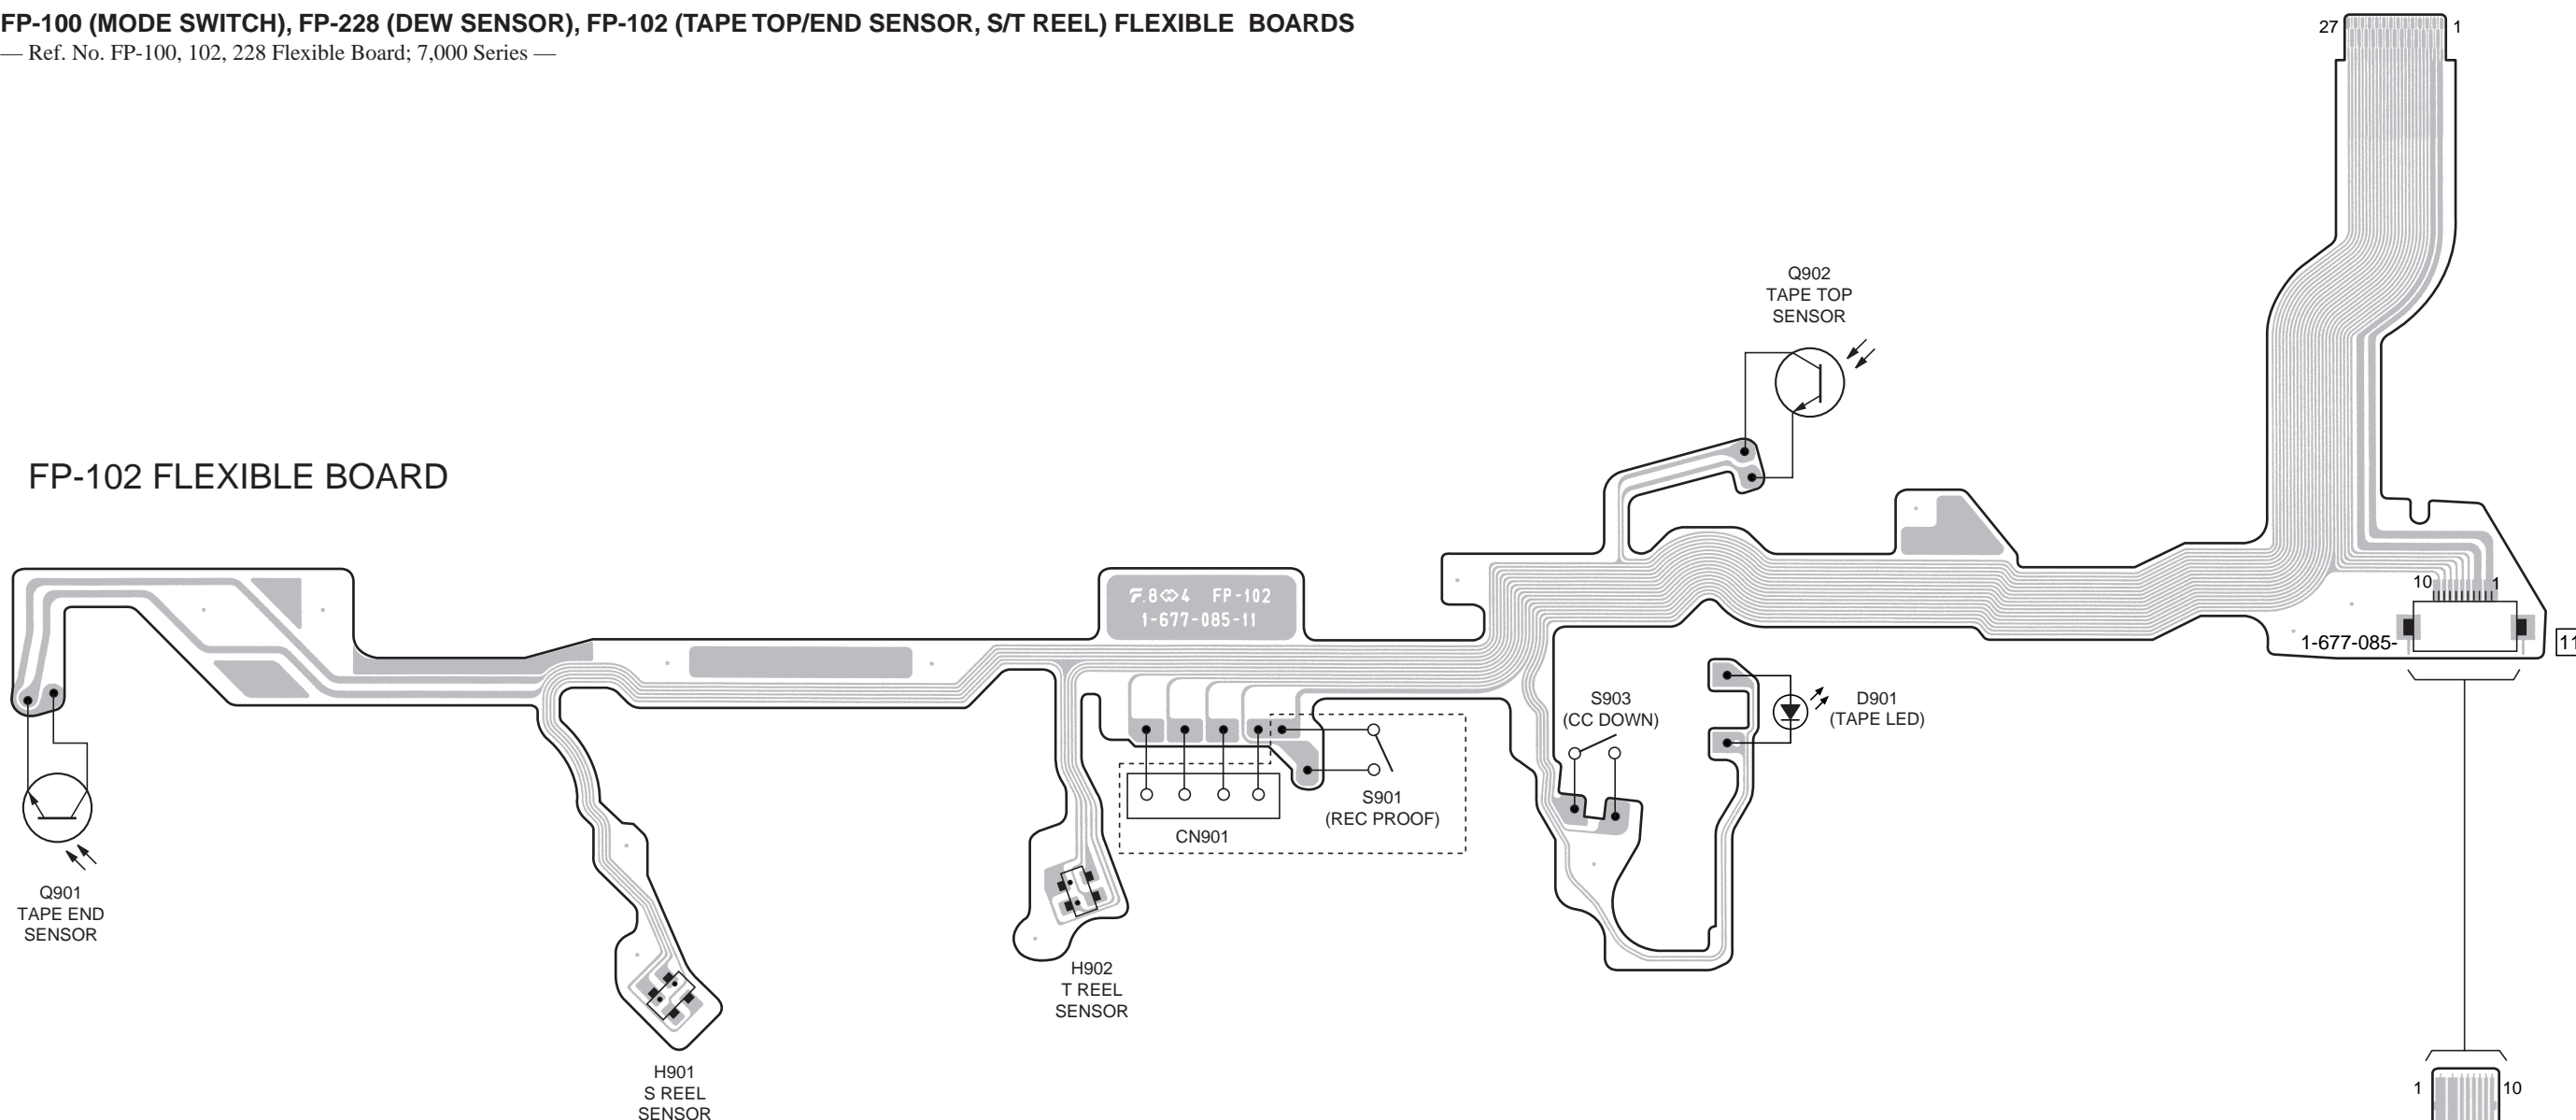 FP-100 (MODE SWITCH), FP-228 (DEW SENSOR), FP-102 (TAPE TOP/END SENSOR, S/T REEL) FLEXIBLE BOARDS
— Ref. No. FP-100, 102, 228 Flexible Board; 7,000 Series —
27
1
Q902
TAPE TOP
SENSOR
FP-102 FLEXIBLE BOARD
F.8<>4 FP-102
1-677-085-11
10
1
1-677-085-
11
S903
(CC DOWN)
D901
(TAPE LED)
S901
(REC PROOF)
CN901
Q901
TAPE END
SENSOR
H902
T REEL
SENSOR
H901
S REEL
SENSOR
1
10